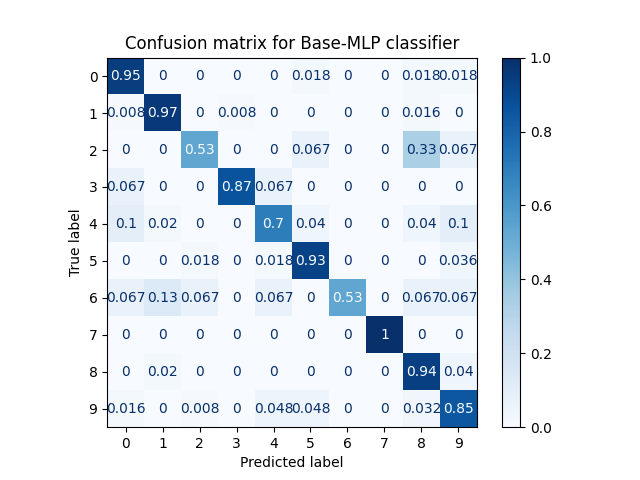 Confusion matrix for Base-MLP classifier
0 0.95 0 0 0 0 0.018 0 0 0.018 0.018
1 0.008 0.97 0 0.008 0 0 0 0 0.016 0
2 0 0 0.53 0 0 0.067 0 0 0.33 0.067
3 0.067 0 0 0.87 0.067 0 0 0 0 0
4 0.1 0.02 0 0 0.7 0.04 0 0 0.04 0.1
5 0 0 0.018 0 0.018 0.93 0 0 0 0.036
6 0.067 0.13 0.067 0 0.067 0 0.53 0 0.067 0.067
7 0 0 0 0 0 0 0 1 0 0
8 0 0.02 0 0 0 0 0 0 0.94 0.04
9 0.016 0 0.008 0 0.048 0.048 0 0 0.032 0.85
0 1 2 3 4 5 6 7 8 9
Predicted label
True label
1.0
0.8
0.6
0.4
0.2
0.0